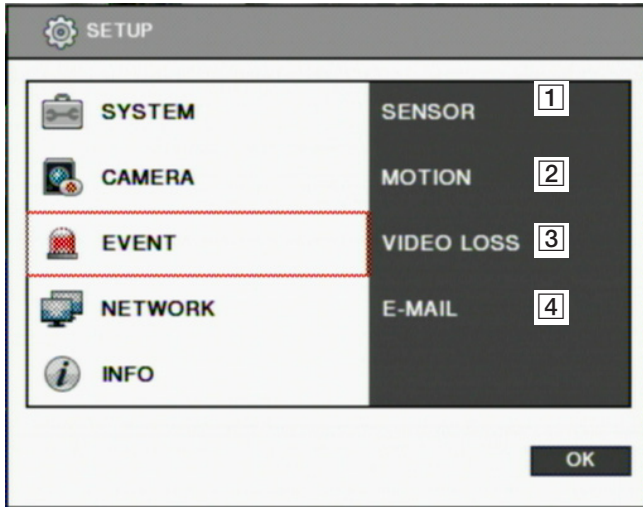 SETUP
SYSTEM
SENSOR 1
CAMERA
MOTION 2
EVENT
VIDEO LOSS 3
NETWORK
E-MAIL 4
INFO
OK